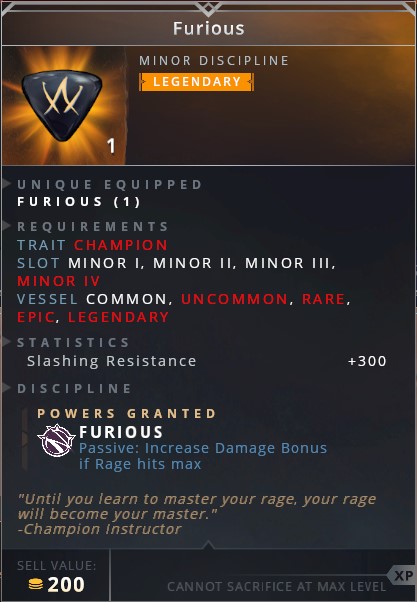 Furious
MINOR DISCIPLINE
LEGENDARY
1
UNIQUE EQUIPPED
FURIOUS (1)
REQUIREMENTS
TRAIT CHAMPION
SLOT MINOR I, MINOR II, MINOR III,
MINOR IV
VESSEL COMMON, UNCOMMON, RARE,
EPIC, LEGENDARY
STATISTICS
Slashing Resistance +300
DISCIPLINE
POWERS GRANTED
FURIOUS
Passive: Increase Damage Bonus
if Rage hits max
"Until you learn to master your rage, your rage
will become your master."
-Champion Instructor
SELL VALUE:
200
XP
CANNOT SACRIFICE AT MAX LEVEL